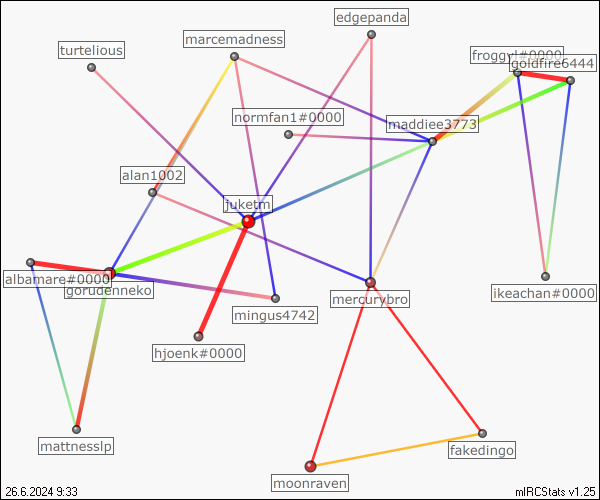 edgepanda
marcemadness
turtelious
froggy!#0000
goldfire6444
normfan1#0000
maddiee3773
alan1002
juketm
albamare#0000
gorudenneko
mercurybro
ikeachan#0000
mingus4742
hjoenk#0000
mattnesslp
fakedingo
moonraven
26.6.2024 9:33
mIRCStats v1.25